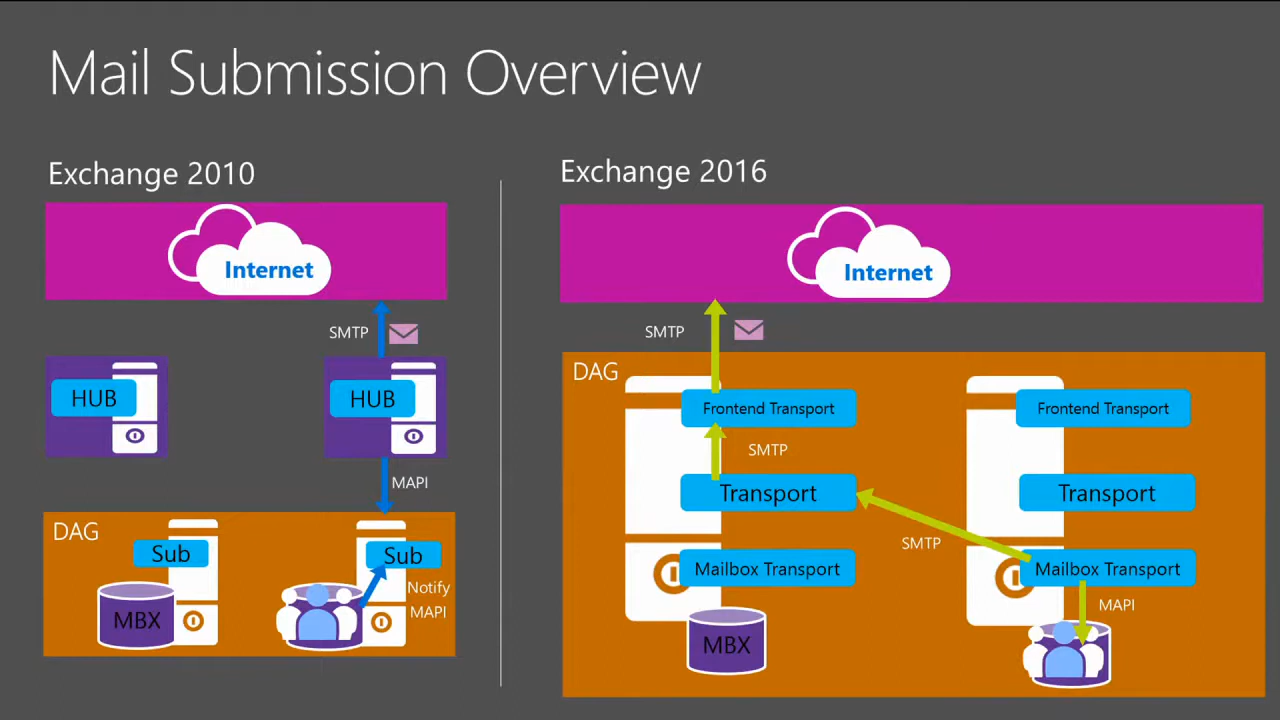 Mail Submission Overview
Exchange 2010
Internet
SMTP
HUB
HUB
MAPI
DAG
Sub
Sub
Notify
MAPI
MBX
Exchange 2016
Internet
SMTP
DAG
Frontend Transport
Frontend Transport
SMTP
Transport
Transport
SMTP
Mailbox Transport
Mailbox Transport
MAPI
MBX